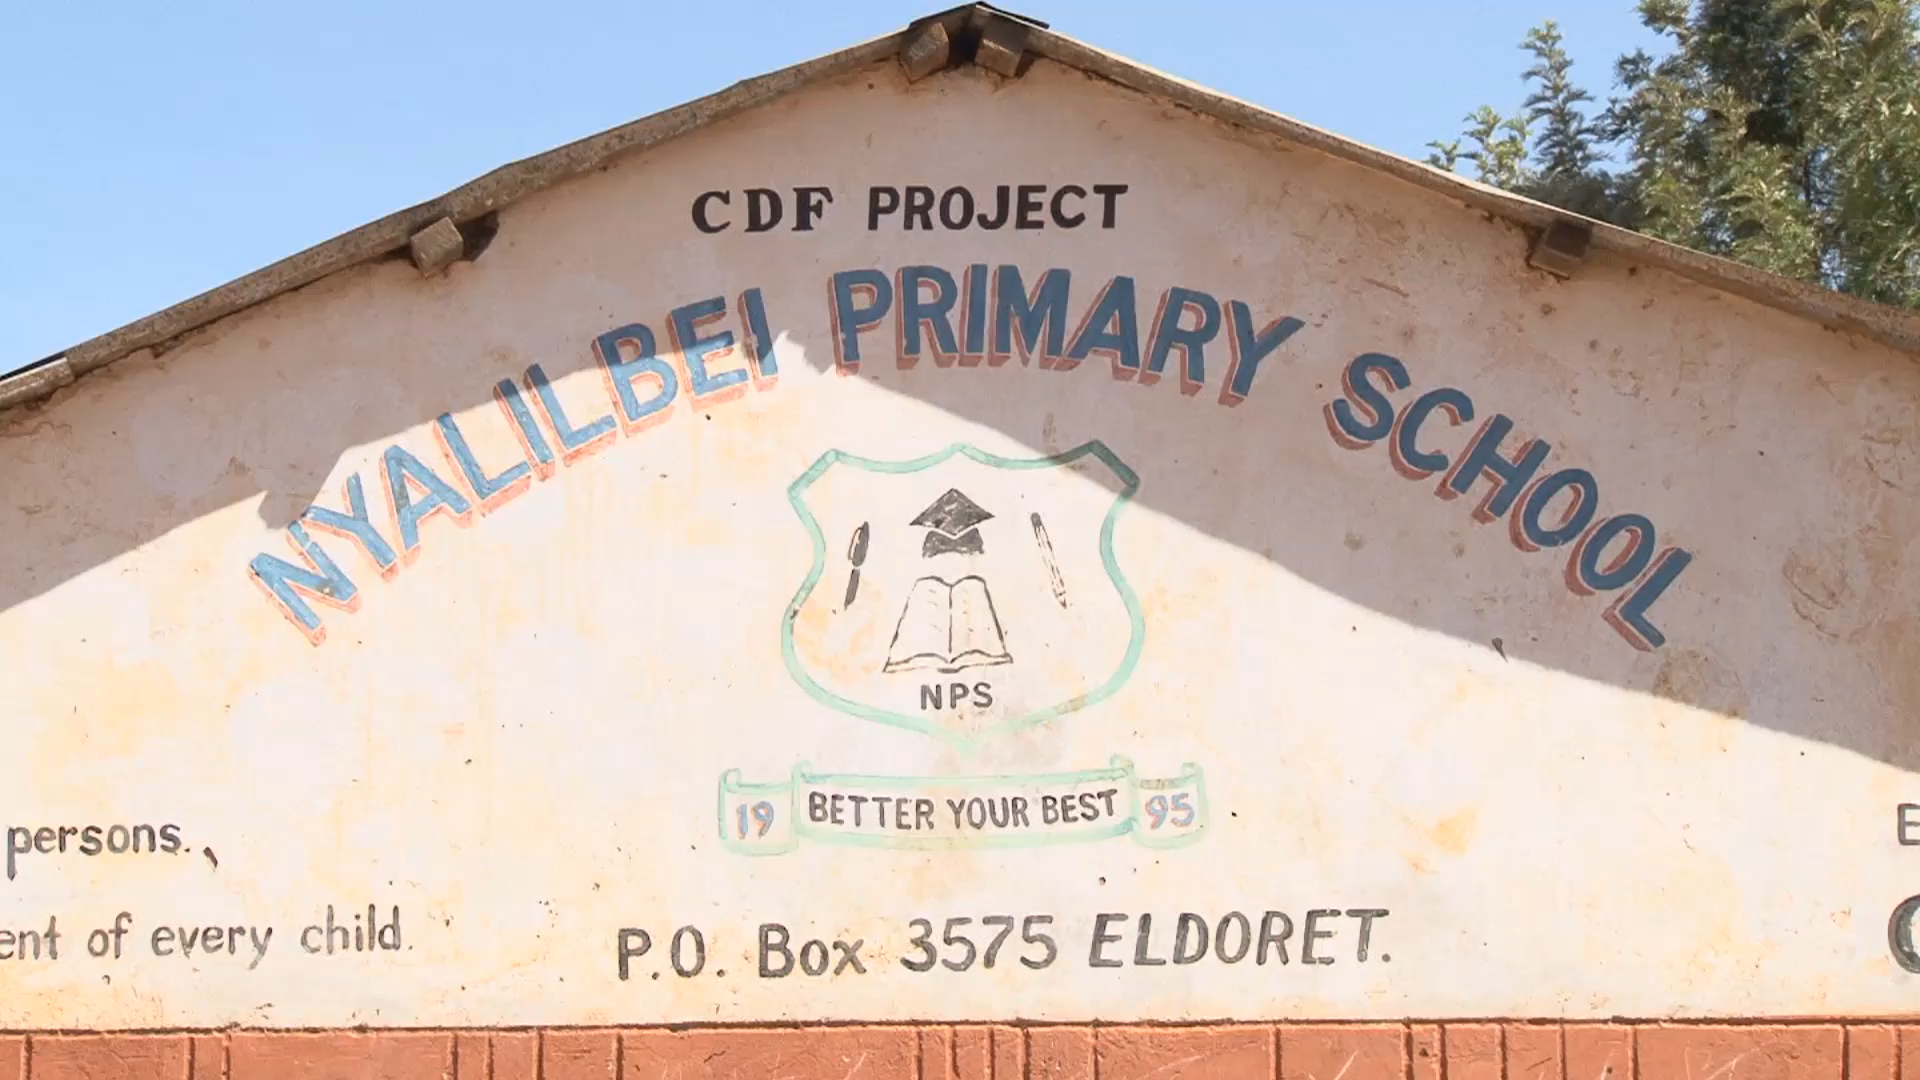 CDF PROJECT
NYALILBEI PRIMARY SCHOOL
NPS
19 BETTER YOUR BEST 95
persons.
ent of every child.
P.O. Box 3575 ELDORET.